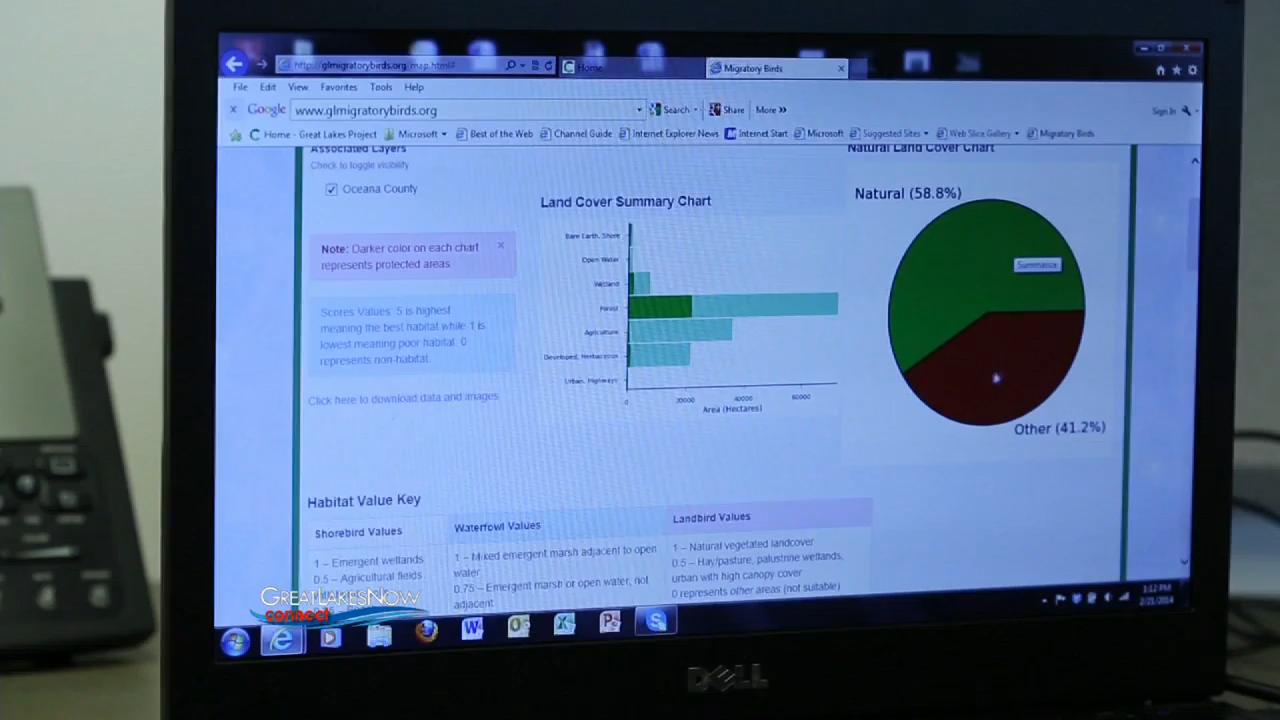 http://glmigratorybirds.org/map.html#
Home
Migratory Birds
File Edit View Favorites Tools Help
x Google www.glmigratorybirds.org Search Share More » Sign In
Home - Great Lakes Project Microsoft Best of the Web Channel Guide Internet Explorer News Internet Start Microsoft Suggested Sites Web Slice Gallery Migratory Birds
Associated Layers
Check to toggle visibility
Oceana County
Note: Darker color on each chart
represents protected areas
x
Scores Values: 5 is highest
meaning the best habitat while 1 is
lowest meaning poor habitat. 0
represents non-habitat.
Click here to download data and images
Land Cover Summary Chart
Bare Earth, Shore
Open Water
Wetland
Forest
Agriculture
Developed, Herbaceous
Urban, Highways
0 20000 40000 60000
Area (Hectares)
Natural Land Cover Chart
Natural (58.8%)
Summarize
Other (41.2%)
Habitat Value Key
Shorebird Values
1 – Emergent wetlands
0.5 – Agricultural fields
Waterfowl Values
1 – Mixed emergent marsh adjacent to open
water
0.75 – Emergent marsh or open water, not
adjacent
Landbird Values
1 – Natural vegetated landcover
0.5 – Hay/pasture, palustrine wetlands,
urban with high canopy cover
0 represents other areas (not suitable)
GREATLAKESNOW
connect
1:12 PM
2/21/2014
DELL